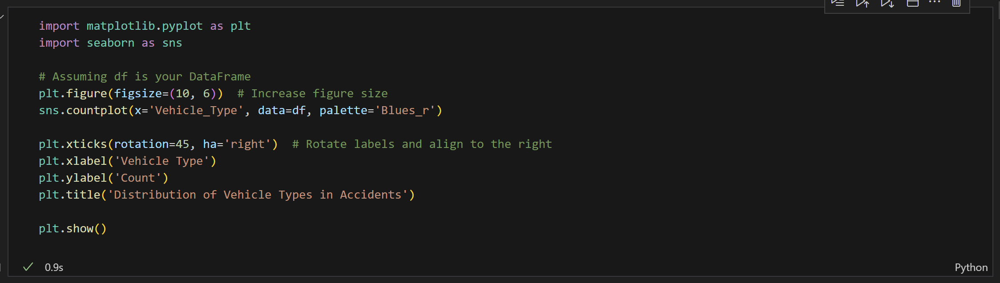 import matplotlib.pyplot as plt
import seaborn as sns
# Assuming df is your DataFrame
plt.figure(figsize=(10, 6))  # Increase figure size
sns.countplot(x='Vehicle_Type', data=df, palette='Blues_r')
plt.xticks(rotation=45, ha='right')  # Rotate labels and align to the right
plt.xlabel('Vehicle Type')
plt.ylabel('Count')
plt.title('Distribution of Vehicle Types in Accidents')
plt.show()
0.9s
Python